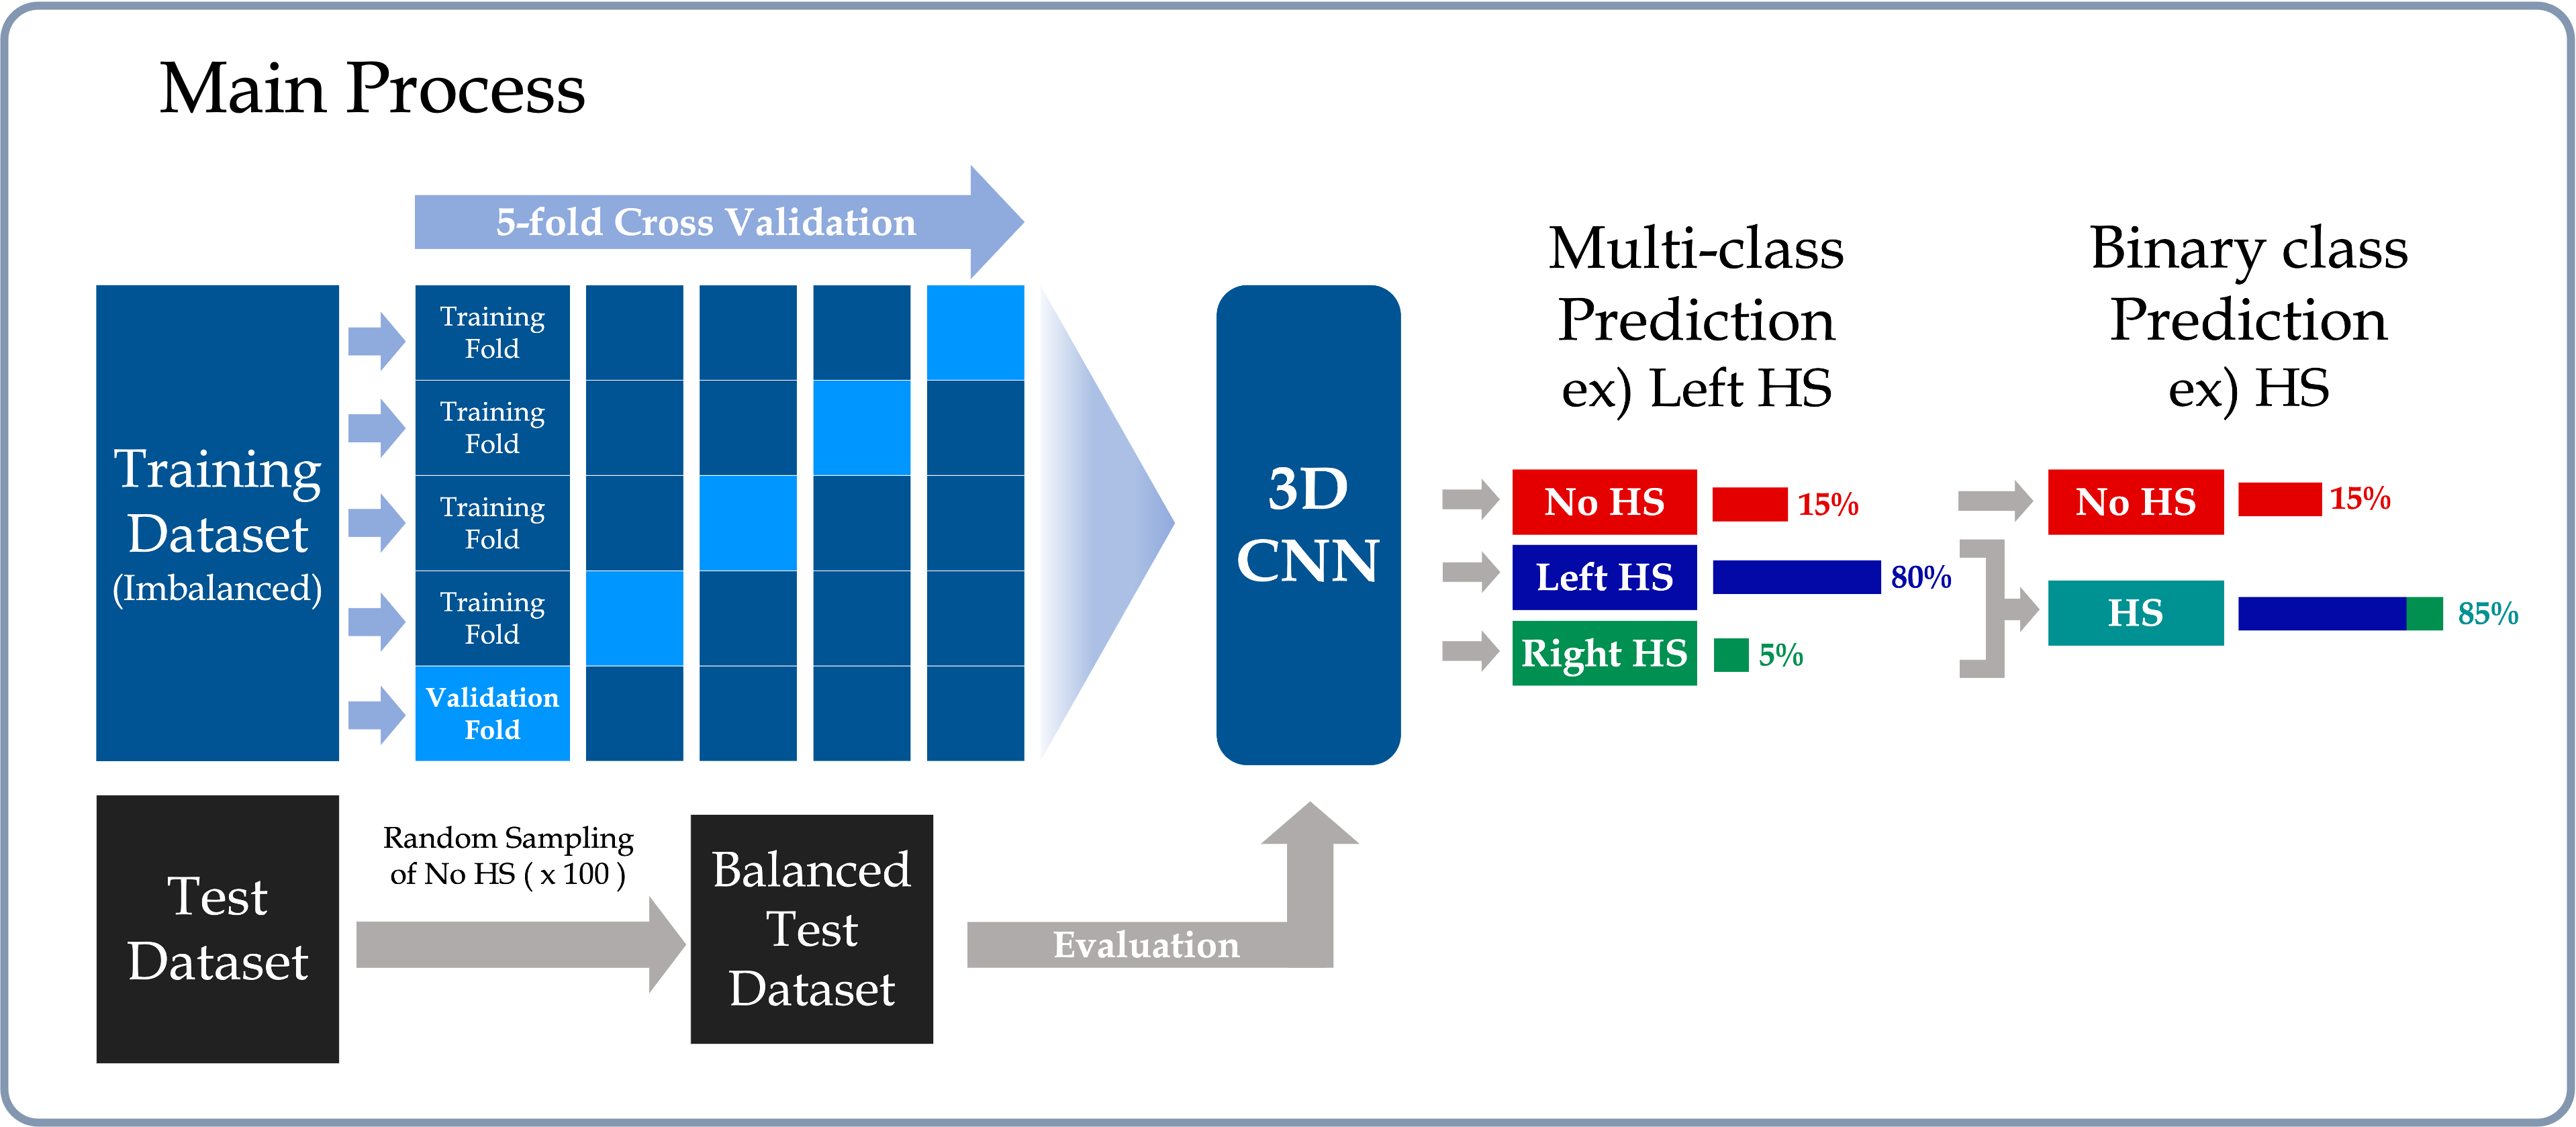 Main Process
5-fold Cross Validation
Training
Dataset
(Imbalanced)
Training
Fold
Training
Fold
Training
Fold
Training
Fold
Validation
Fold
3D
CNN
Multi-class
Prediction
ex) Left HS
No HS
15%
Left HS
80%
Right HS
5%
Binary class
Prediction
ex) HS
No HS
15%
HS
85%
Test
Dataset
Random Sampling
of No HS ( x 100 )
Balanced
Test
Dataset
Evaluation